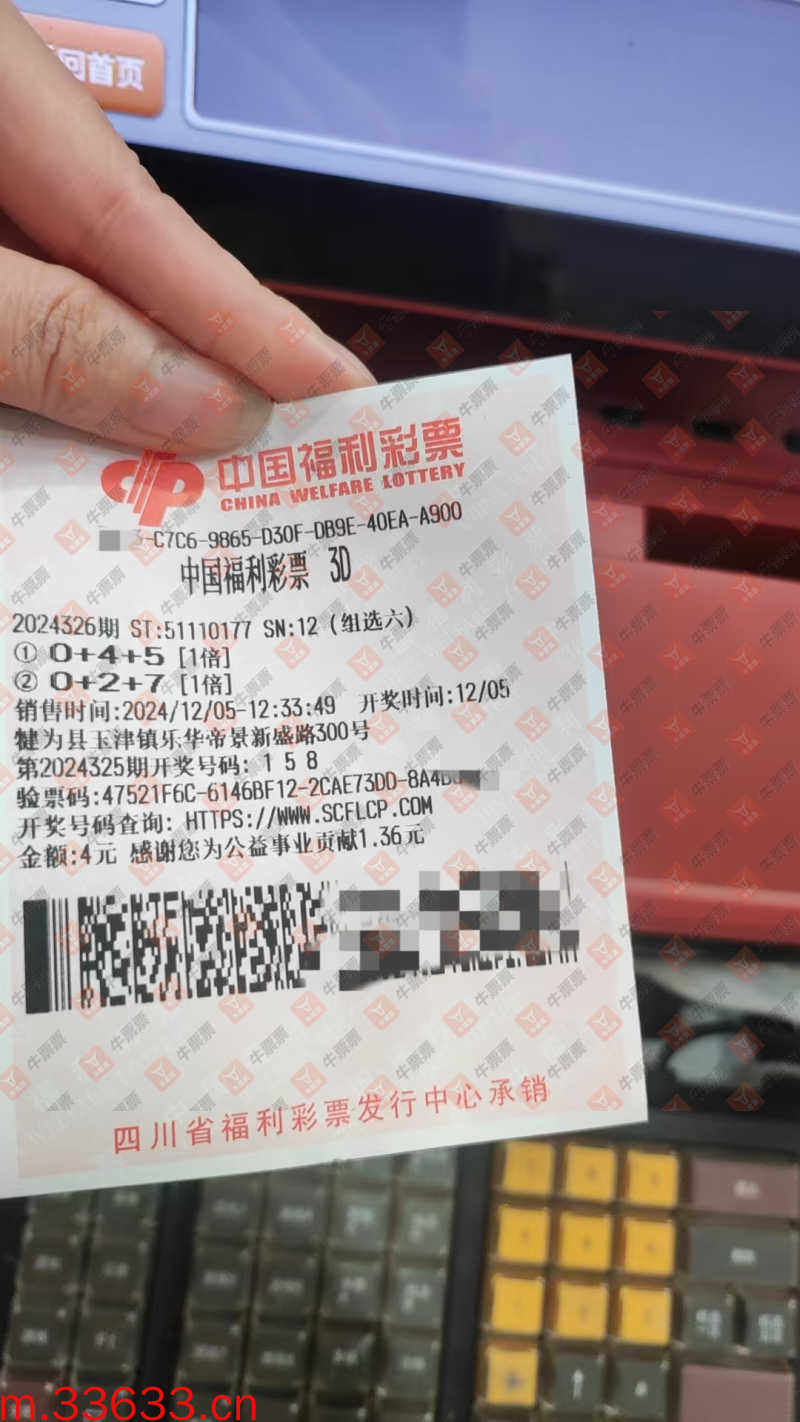 回首页
中国福利彩票
CHINA WELFARE LOTTERY
-C7C6-9865-D30F-DB9E-40EA-A900
中国福利彩票 3D
2024326期 ST:51110177 SN:12 (组选六)
① 0+4+5 [1倍]
② 0+2+7 [1倍]
销售时间:2024/12/05-12:33:49 开奖时间:12/05
犍为县玉津镇乐华帝景新盛路300号
第2024325期开奖号码: 1 5 8
验票码:47521F6C-6146BF12-2CAE73DD-8A4B
开奖号码查询: HTTPS://WWW.SCFLCP.COM
金额:4元 感谢您为公益事业贡献1.36元
四川省福利彩票发行中心承销
牛票票
m.33633.cn